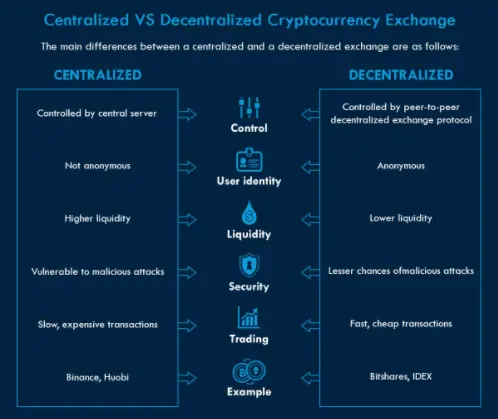 Centralized VS Decentralized Cryptocurrency Exchange
The main differences between a centralized and a decentralized exchange are as follows:
CENTRALIZED
DECENTRALIZED
Controlled by central server
Control
Controlled by peer-to-peer
decentralized exchange protocol
Not anonymous
User identity
Anonymous
Higher liquidity
Liquidity
Lower liquidity
Vulnerable to malicious attacks
Security
Lesser chances ofmalicious attacks
Slow, expensive transactions
Trading
Fast, cheap transactions
Binance, Huobi
Example
Bitshares, IDEX